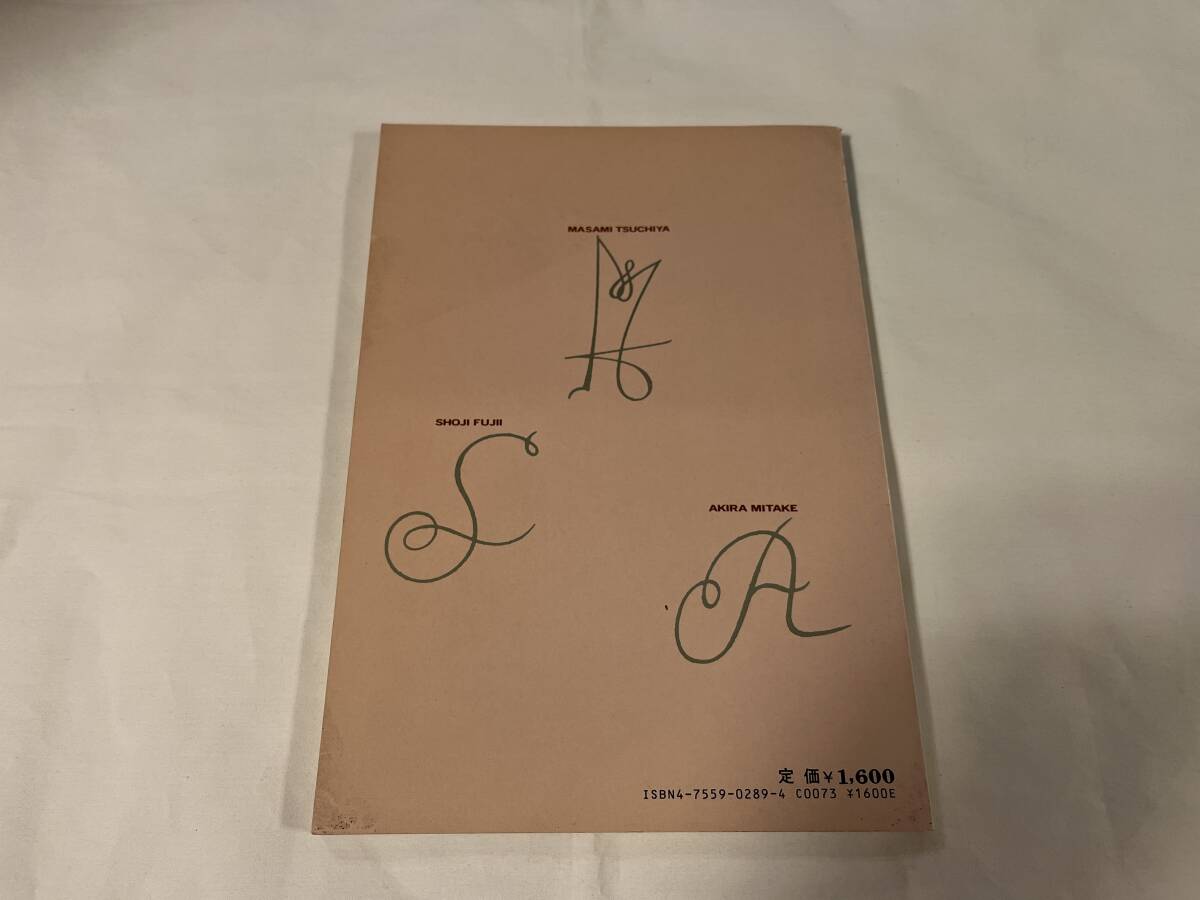 MASAMI TSUCHIYA
M
SHOJI FUJII
S
AKIRA MITAKE
A
定 価¥1,600
ISBN4-7559-0289-4 C0073 ¥1600E